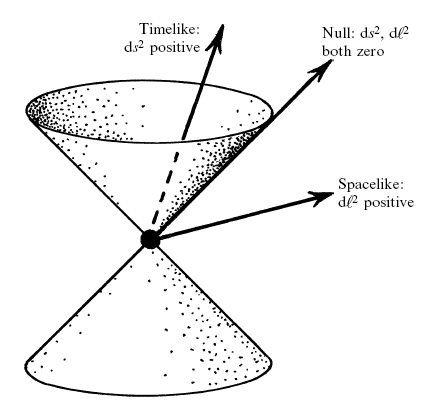 Timelike:
ds² positive
Null: ds², dℓ²
both zero
Spacelike:
dℓ² positive